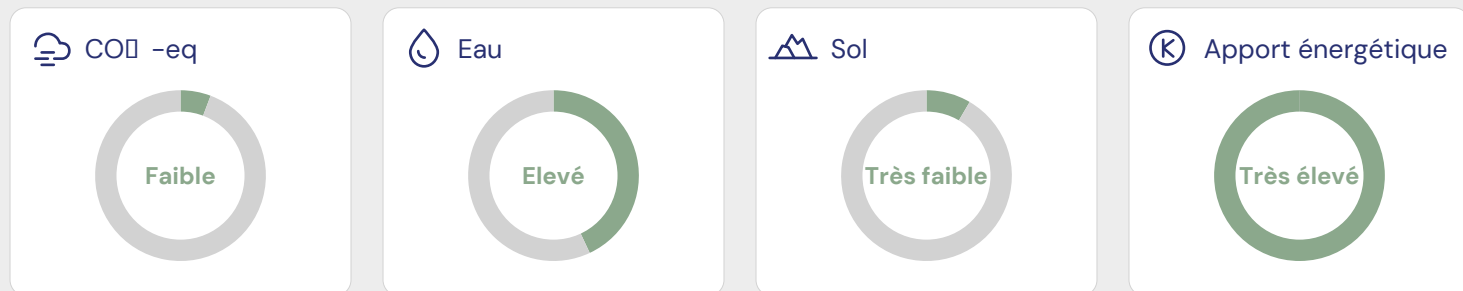 CO▯ -eq
Eau
Sol
Apport énergétique
Faible
Elevé
Très faible
Très élevé